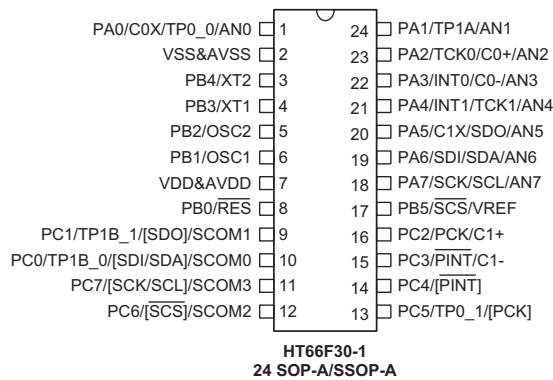 PA0/C0X/TP0_0/AN0 1 24 PA1/TP1A/AN1
VSS&AVSS 2 23 PA2/TCK0/C0+/AN2
PB4/XT2 3 22 PA3/INT0/C0-/AN3
PB3/XT1 4 21 PA4/INT1/TCK1/AN4
PB2/OSC2 5 20 PA5/C1X/SDO/AN5
PB1/OSC1 6 19 PA6/SDI/SDA/AN6
VDD&AVDD 7 18 PA7/SCK/SCL/AN7
PB0/RES 8 17 PB5/SCS/VREF
PC1/TP1B_1/[SDO]/SCOM1 9 16 PC2/PCK/C1+
PC0/TP1B_0/[SDI/SDA]/SCOM0 10 15 PC3/PINT/C1-
PC7/[SCK/SCL]/SCOM3 11 14 PC4/[PINT]
PC6/[SCS]/SCOM2 12 13 PC5/TP0_1/[PCK]
HT66F30-1
24 SOP-A/SSOP-A